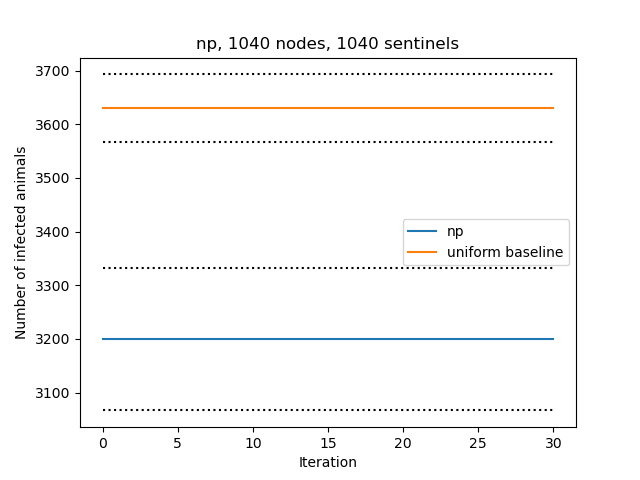 np, 1040 nodes, 1040 sentinels
3700
3600
3500
3400
3300
3200
3100
Number of infected animals
np
uniform baseline
0 5 10 15 20 25 30
Iteration